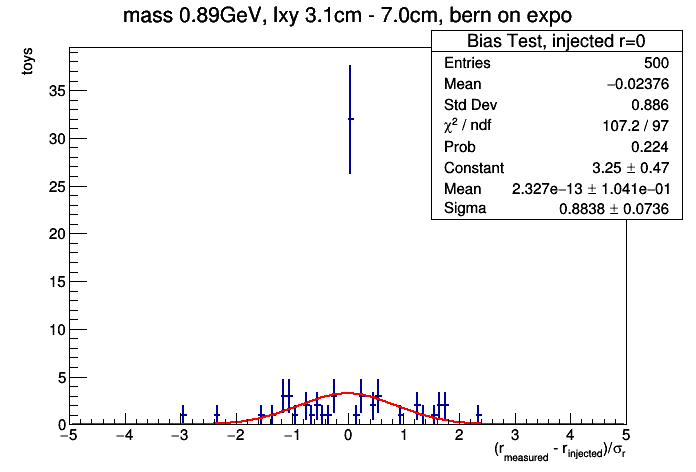 mass 0.89GeV, lxy 3.1cm - 7.0cm, bern on expo
toys
Bias Test, injected r=0
Entries 500
Mean −0.02376
Std Dev 0.886
χ² / ndf 107.2 / 97
Prob 0.224
Constant 3.25 ± 0.47
Mean 2.327e−13 ± 1.041e−01
Sigma 0.8838 ± 0.0736
35
30
20
15
10
5
0
−5 −4 −3 −2 −1 0 1 2 3 4 5
(r_measured - r_injected)/σ_r